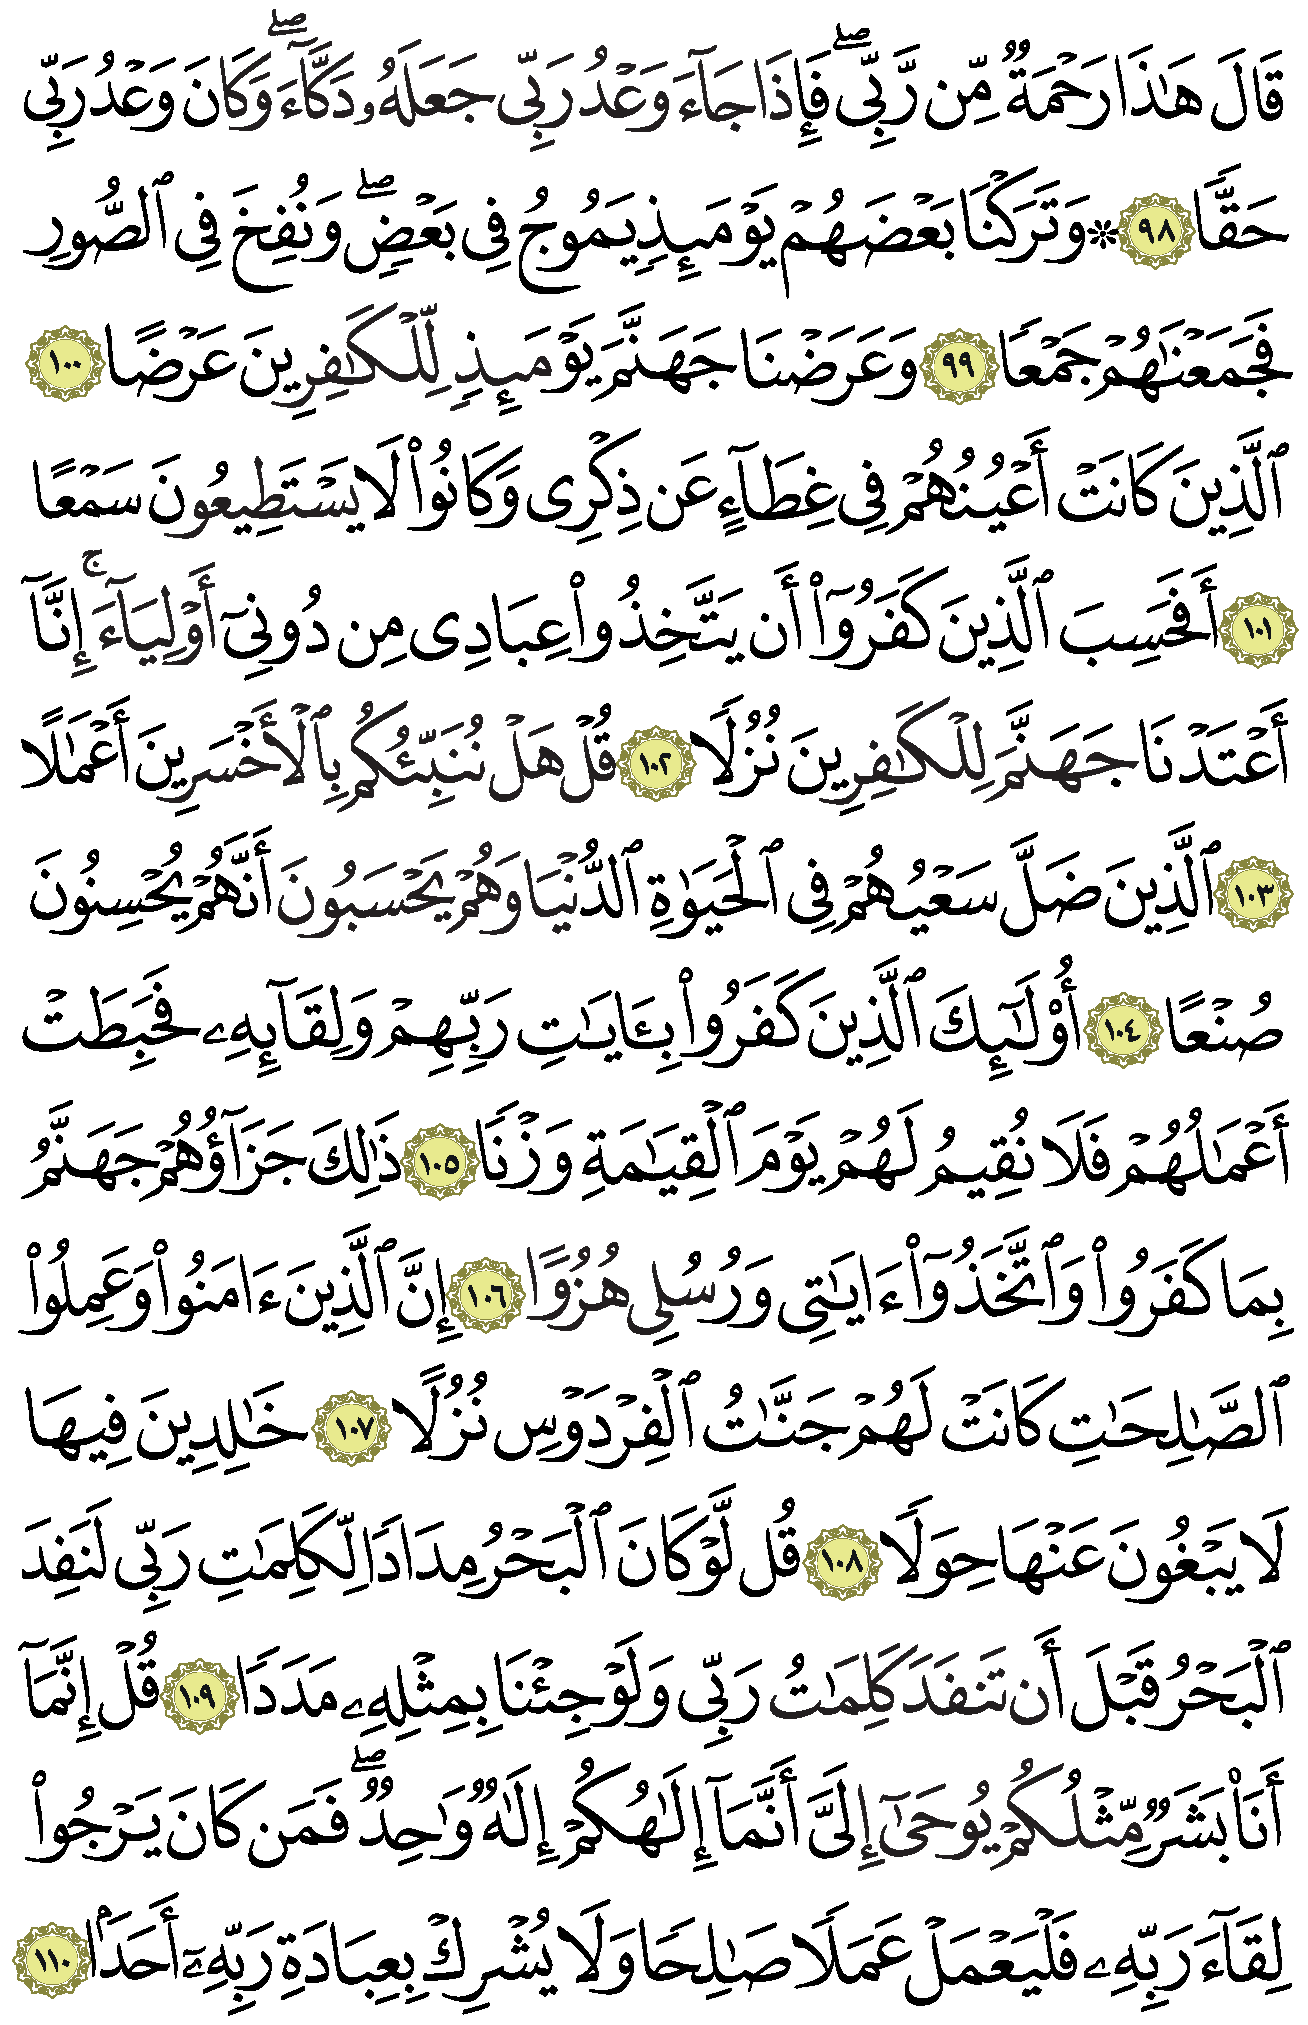 قَالَ هَٰذَا رَحْمَةٌ مِّن رَّبِّى ۖ فَإِذَا جَآءَ وَعْدُ رَبِّى جَعَلَهُۥ دَكَّآءَ ۖ وَكَانَ وَعْدُ رَبِّى
حَقًّا ٩٨ ۞ وَتَرَكْنَا بَعْضَهُمْ يَوْمَئِذٍ يَمُوجُ فِى بَعْضٍ ۖ وَنُفِخَ فِى ٱلصُّورِ
فَجَمَعْنَٰهُمْ جَمْعًا ٩٩ وَعَرَضْنَا جَهَنَّمَ يَوْمَئِذٍ لِّلْكَٰفِرِينَ عَرْضًا ١٠٠
ٱلَّذِينَ كَانَتْ أَعْيُنُهُمْ فِى غِطَآءٍ عَن ذِكْرِى وَكَانُوا۟ لَا يَسْتَطِيعُونَ سَمْعًا
١٠١ أَفَحَسِبَ ٱلَّذِينَ كَفَرُوٓا۟ أَن يَتَّخِذُوا۟ عِبَادِى مِن دُونِىٓ أَوْلِيَآءَ ۚ إِنَّآ
أَعْتَدْنَا جَهَنَّمَ لِلْكَٰفِرِينَ نُزُلًا ١٠٢ قُلْ هَلْ نُنَبِّئُكُم بِٱلْأَخْسَرِينَ أَعْمَٰلًا
١٠٣ ٱلَّذِينَ ضَلَّ سَعْيُهُمْ فِى ٱلْحَيَوٰةِ ٱلدُّنْيَا وَهُمْ يَحْسَبُونَ أَنَّهُمْ يُحْسِنُونَ
صُنْعًا ١٠٤ أُو۟لَٰٓئِكَ ٱلَّذِينَ كَفَرُوا۟ بِـَٔايَٰتِ رَبِّهِمْ وَلِقَآئِهِۦ فَحَبِطَتْ
أَعْمَٰلُهُمْ فَلَا نُقِيمُ لَهُمْ يَوْمَ ٱلْقِيَٰمَةِ وَزْنًا ١٠٥ ذَٰلِكَ جَزَآؤُهُمْ جَهَنَّمُ
بِمَا كَفَرُوا۟ وَٱتَّخَذُوٓا۟ ءَايَٰتِى وَرُسُلِى هُزُوًا ١٠٦ إِنَّ ٱلَّذِينَ ءَامَنُوا۟ وَعَمِلُوا۟
ٱلصَّٰلِحَٰتِ كَانَتْ لَهُمْ جَنَّٰتُ ٱلْفِرْدَوْسِ نُزُلًا ١٠٧ خَٰلِدِينَ فِيهَا
لَا يَبْغُونَ عَنْهَا حِوَلًا ١٠٨ قُل لَّوْ كَانَ ٱلْبَحْرُ مِدَادًا لِّكَلِمَٰتِ رَبِّى لَنَفِدَ
ٱلْبَحْرُ قَبْلَ أَن تَنفَدَ كَلِمَٰتُ رَبِّى وَلَوْ جِئْنَا بِمِثْلِهِۦ مَدَدًا ١٠٩ قُلْ إِنَّمَآ
أَنَا۠ بَشَرٌ مِّثْلُكُمْ يُوحَىٰٓ إِلَىَّ أَنَّمَآ إِلَٰهُكُمْ إِلَٰهٌ وَٰحِدٌ ۖ فَمَن كَانَ يَرْجُوا۟
لِقَآءَ رَبِّهِۦ فَلْيَعْمَلْ عَمَلًا صَٰلِحًا وَلَا يُشْرِكْ بِعِبَادَةِ رَبِّهِۦٓ أَحَدًۢا ١١٠